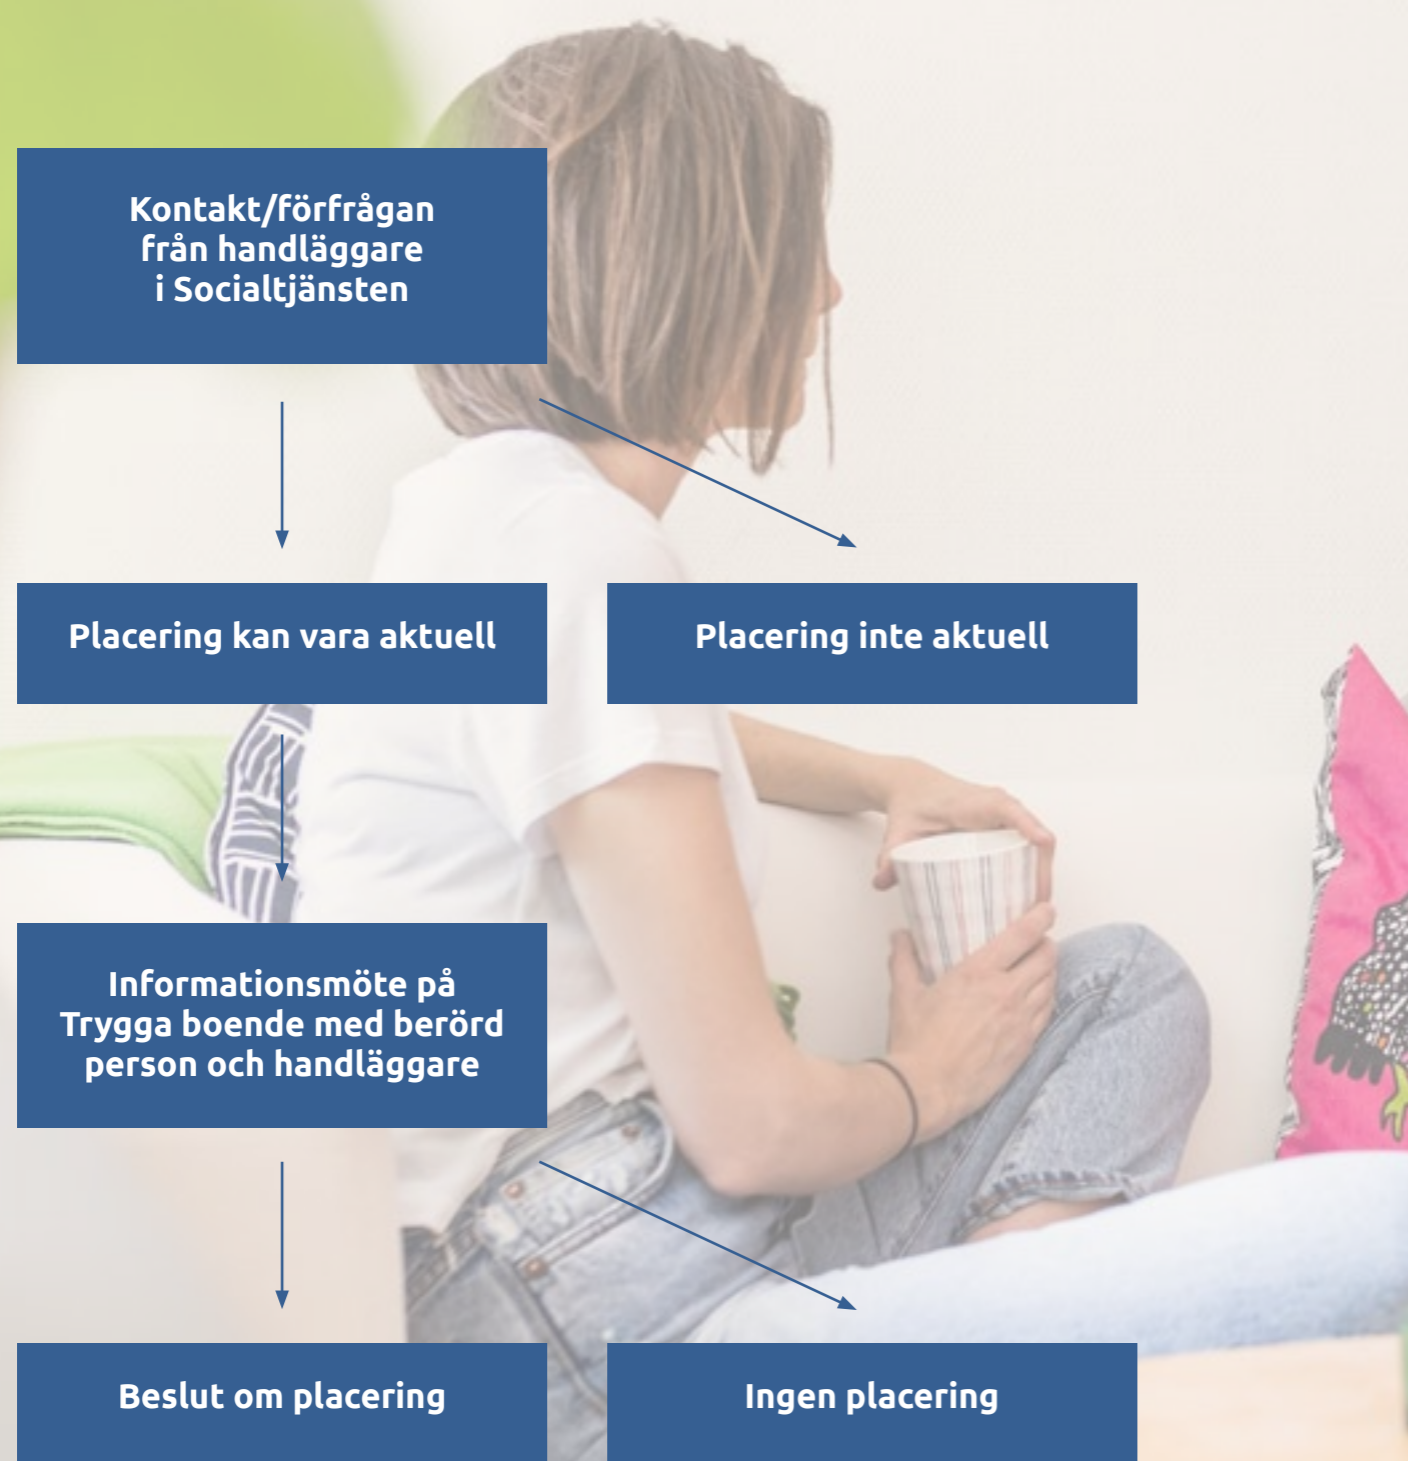 Kontakt/förfrågan
från handläggare
i Socialtjänsten
Placering kan vara aktuell
Placering inte aktuell
Informationsmöte på
Trygga boende med berörd
person och handläggare
Beslut om placering
Ingen placering